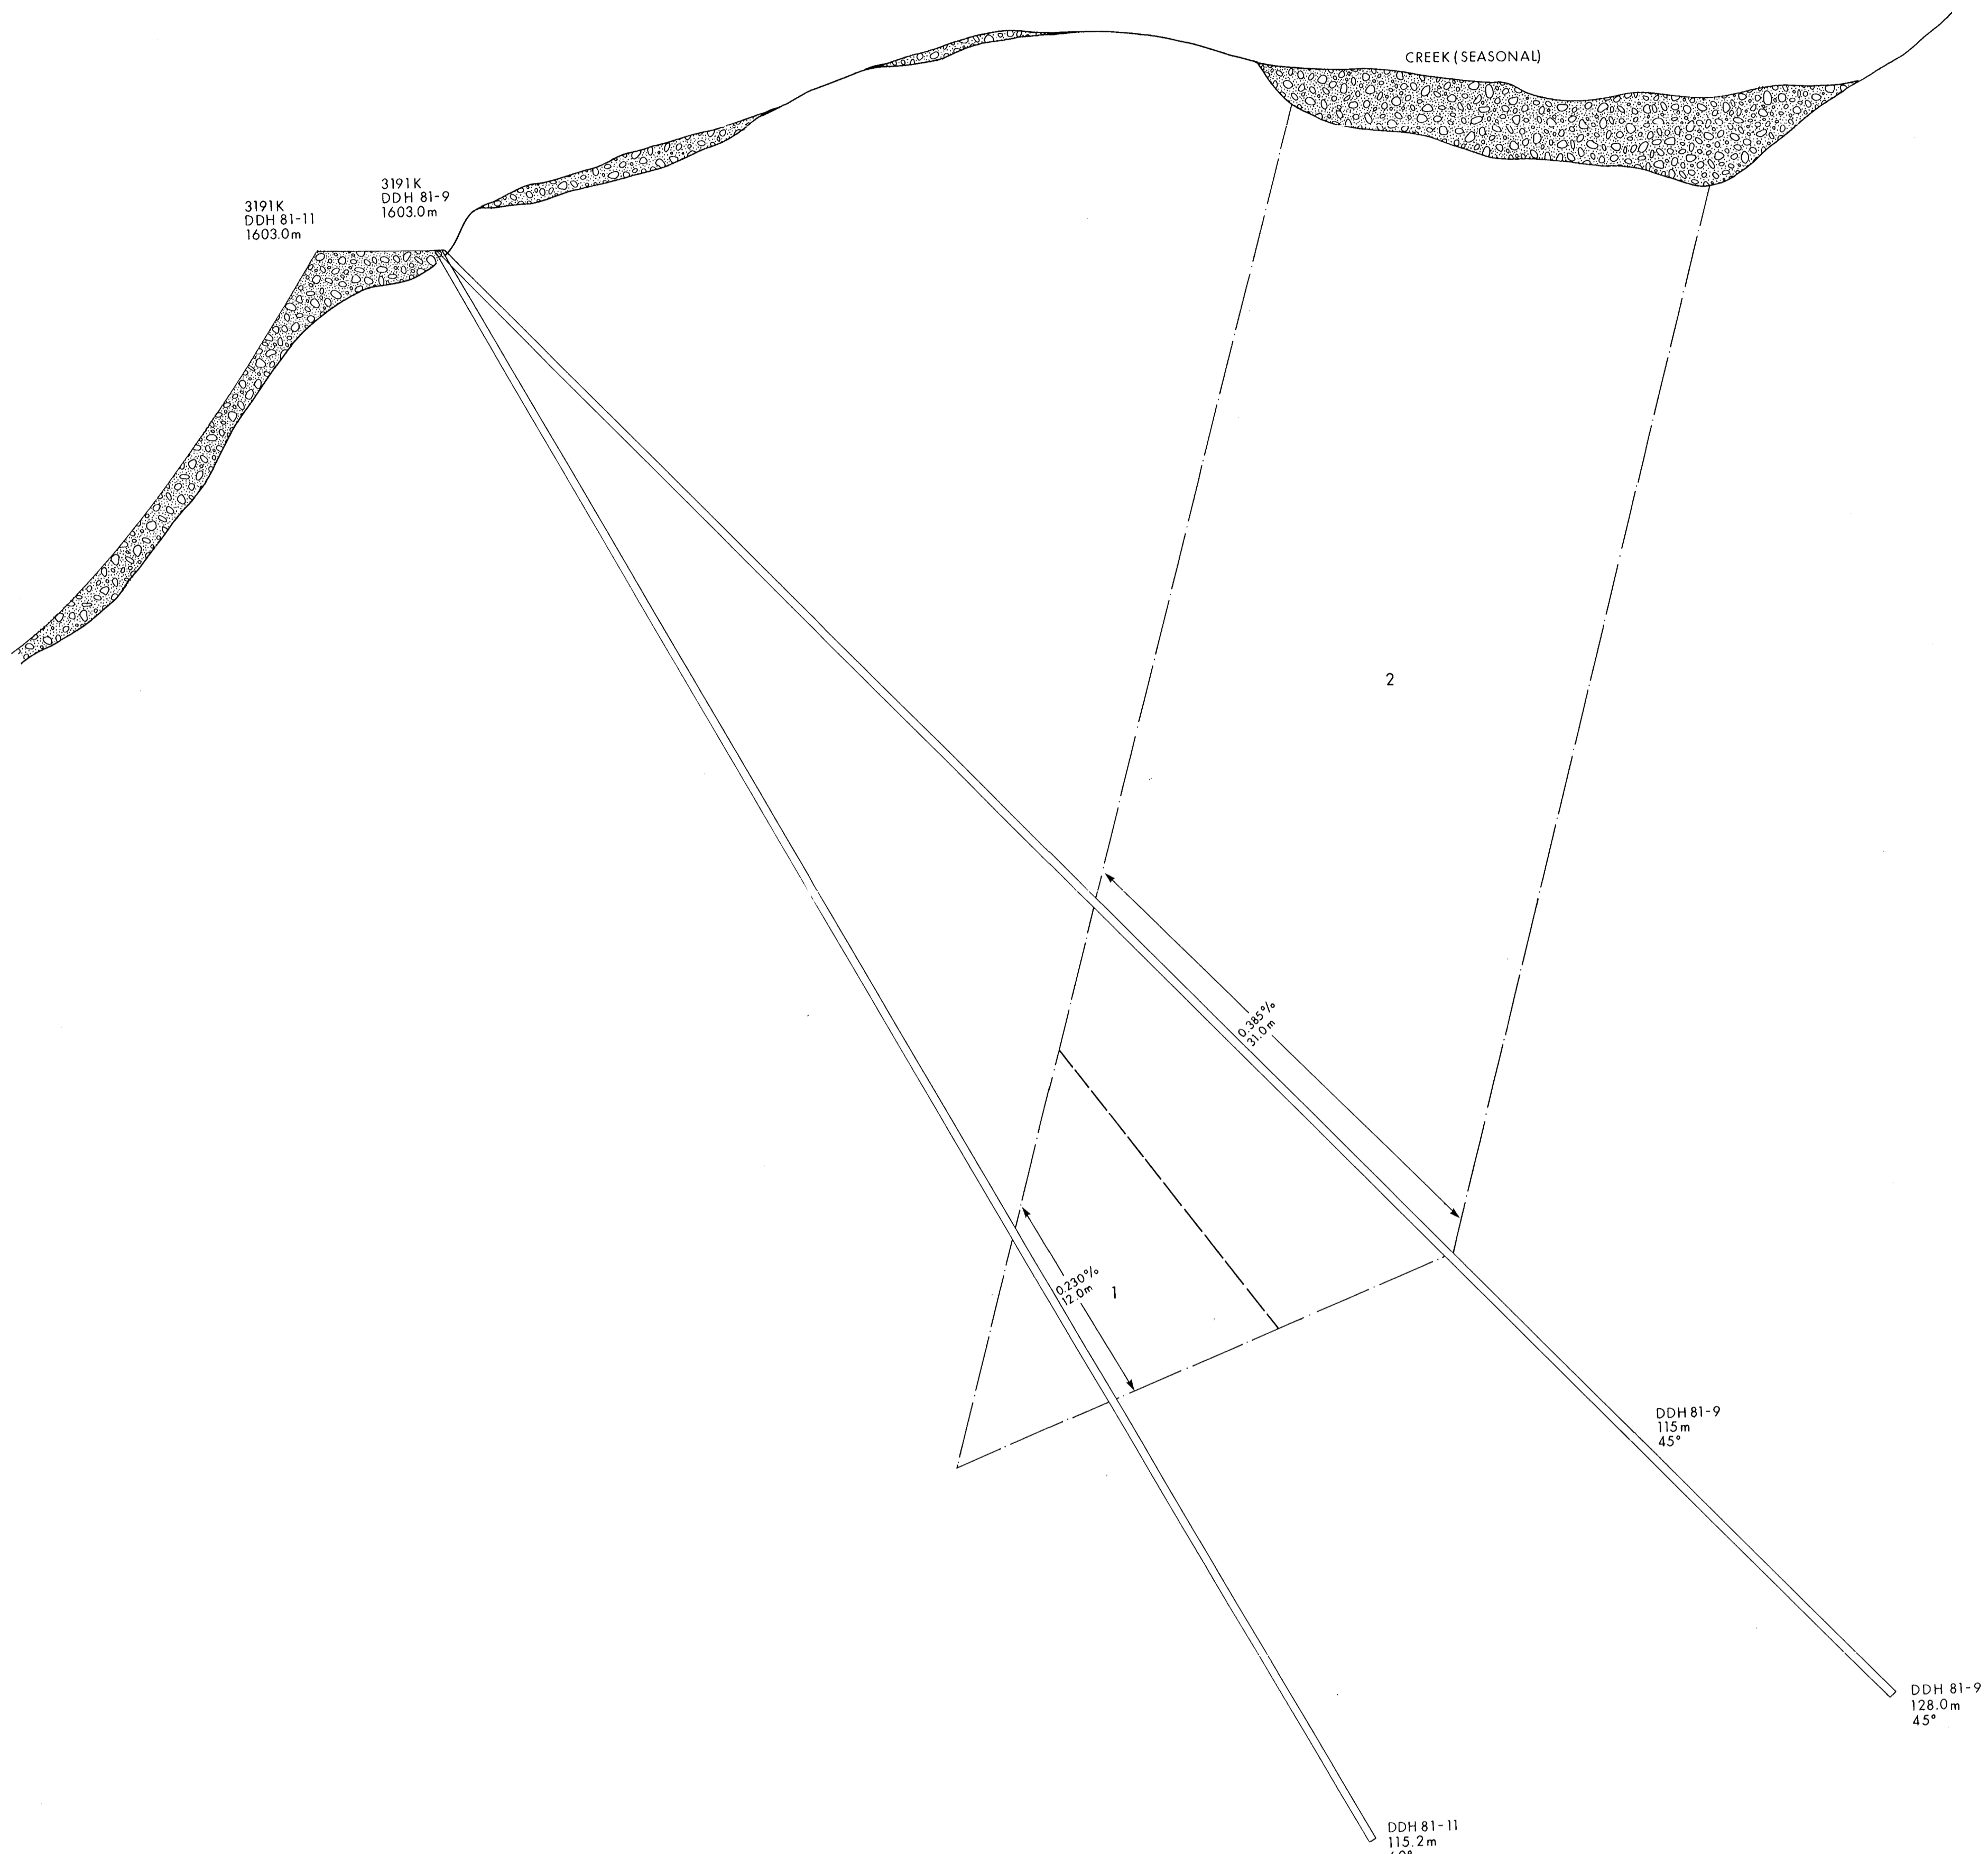 CREEK (SEASONAL)
3191K
DDH 81-9
1603.0m
3191K
DDH 81-11
1603.0m
2
0.385%
31.0m
0.230%
12.0m
1
DDH 81-9
115m
45°
DDH 81-9
128.0m
45°
DDH 81-11
115.2m